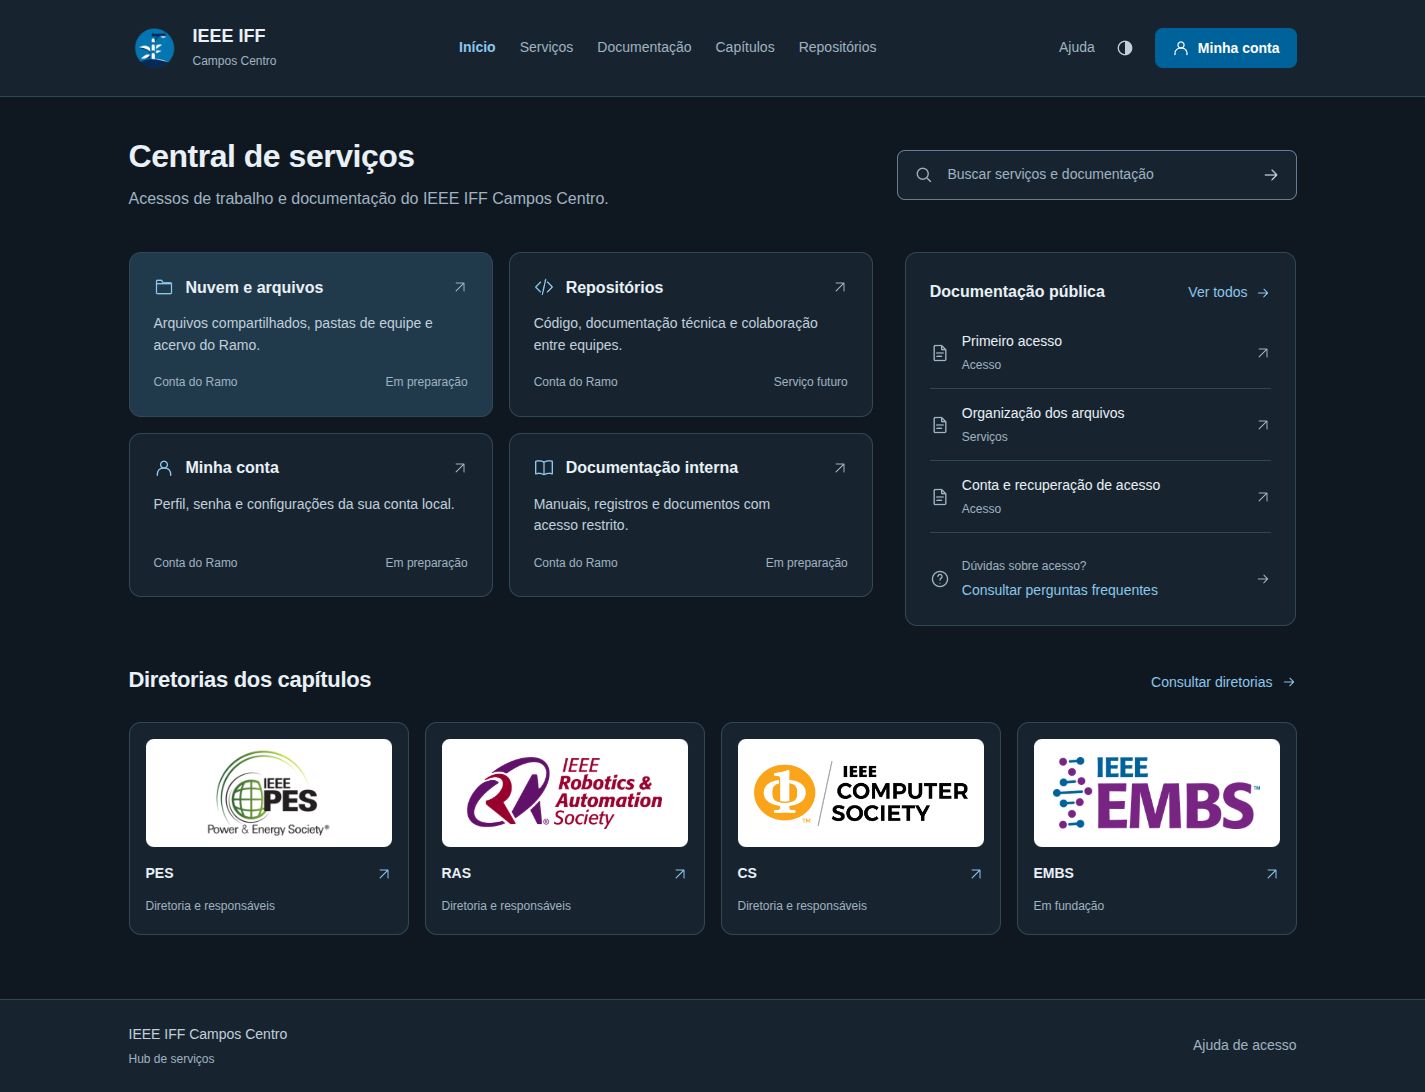 IEEE IFF
Campos Centro
Início
Serviços
Documentação
Capítulos
Repositórios
Ajuda
Minha conta
Central de serviços
Acessos de trabalho e documentação do IEEE IFF Campos Centro.
Buscar serviços e documentação
Nuvem e arquivos
Arquivos compartilhados, pastas de equipe e
acervo do Ramo.
Conta do Ramo
Em preparação
Repositórios
Código, documentação técnica e colaboração
entre equipes.
Conta do Ramo
Serviço futuro
Minha conta
Perfil, senha e configurações da sua conta local.
Conta do Ramo
Em preparação
Documentação interna
Manuais, registros e documentos com
acesso restrito.
Conta do Ramo
Em preparação
Documentação pública
Ver todos
Primeiro acesso
Acesso
Organização dos arquivos
Serviços
Conta e recuperação de acesso
Acesso
Dúvidas sobre acesso?
Consultar perguntas frequentes
Diretorias dos capítulos
Consultar diretorias
IEEE
PES
Power & Energy Society®
PES
Diretoria e responsáveis
IEEE
Robotics &
Automation
® Society
RAS
Diretoria e responsáveis
IEEE
COMPUTER
SOCIETY
TM
CS
Diretoria e responsáveis
IEEE
EMBS™
EMBS
Em fundação
IEEE IFF Campos Centro
Hub de serviços
Ajuda de acesso